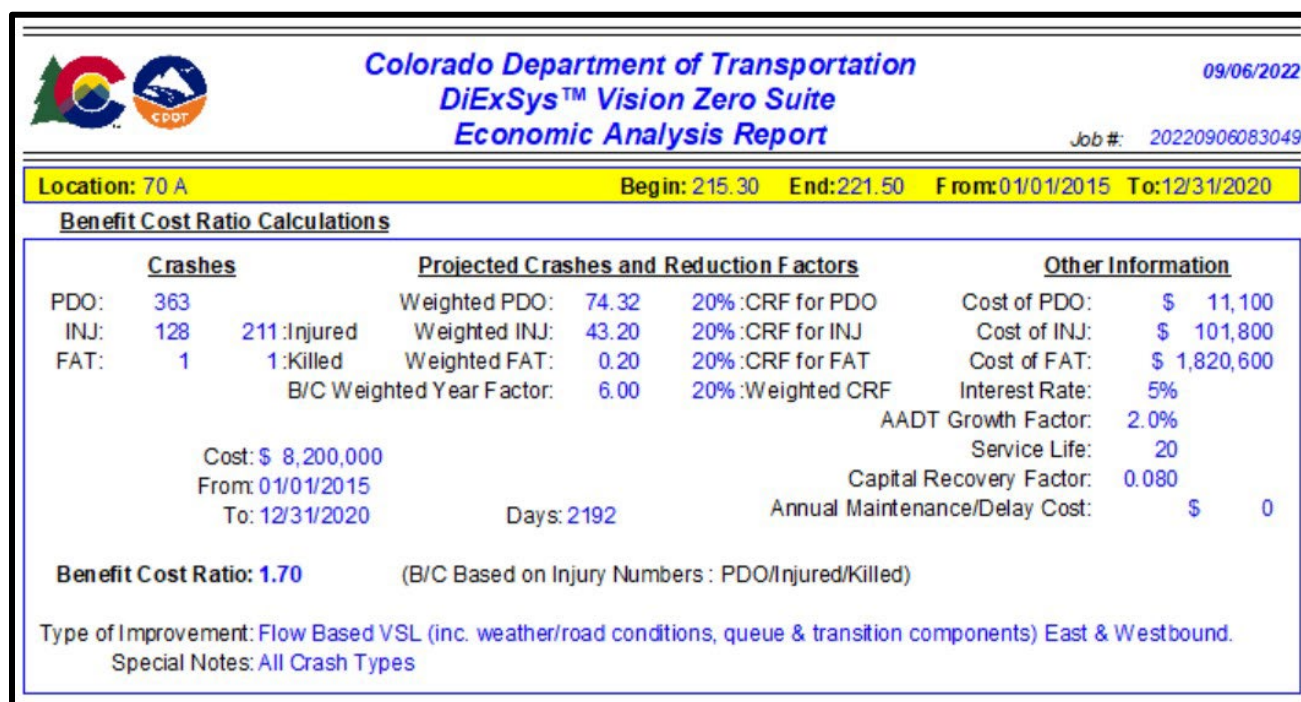 CDOT
Colorado Department of Transportation
DiExSys™ Vision Zero Suite
Economic Analysis Report
09/06/2022
Job #: 20220906083049
Location: 70 A Begin: 215.30 End:221.50 From:01/01/2015 To:12/31/2020
Benefit Cost Ratio Calculations
Crashes Projected Crashes and Reduction Factors Other Information
PDO: 363 Weighted PDO: 74.32 20% :CRF for PDO Cost of PDO: $ 11,100
INJ: 128 211 :Injured Weighted INJ: 43.20 20% :CRF for INJ Cost of INJ: $ 101,800
FAT: 1 1 :Killed Weighted FAT: 0.20 20% :CRF for FAT Cost of FAT: $ 1,820,600
B/C Weighted Year Factor: 6.00 20% :Weighted CRF Interest Rate: 5%
AADT Growth Factor: 2.0%
Cost: $ 8,200,000 Service Life: 20
From: 01/01/2015 Capital Recovery Factor: 0.080
To: 12/31/2020 Days: 2192 Annual Maintenance/Delay Cost: $ 0
Benefit Cost Ratio: 1.70 (B/C Based on Injury Numbers : PDO/Injured/Killed)
Type of Improvement: Flow Based VSL (inc. weather/road conditions, queue & transition components) East & Westbound.
Special Notes: All Crash Types